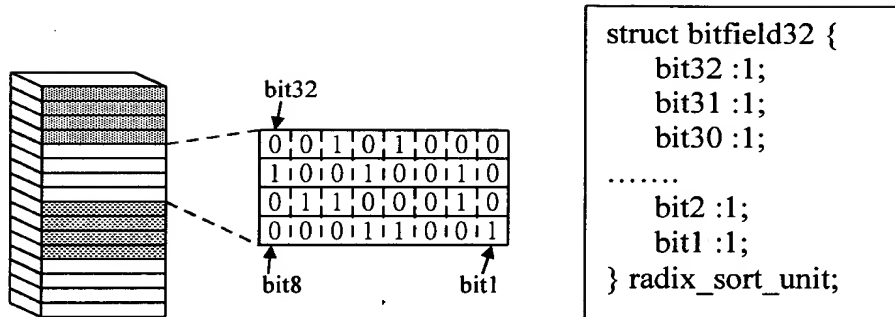 bit32
0 0 1 0 1 0 0 0
1 0 0 1 0 0 1 0
0 1 1 0 0 0 1 0
0 0 0 1 1 0 0 1
bit8 bit1
struct bitfield32 {
bit32 :1;
bit31 :1;
bit30 :1;
.......
bit2 :1;
bit1 :1;
} radix_sort_unit;